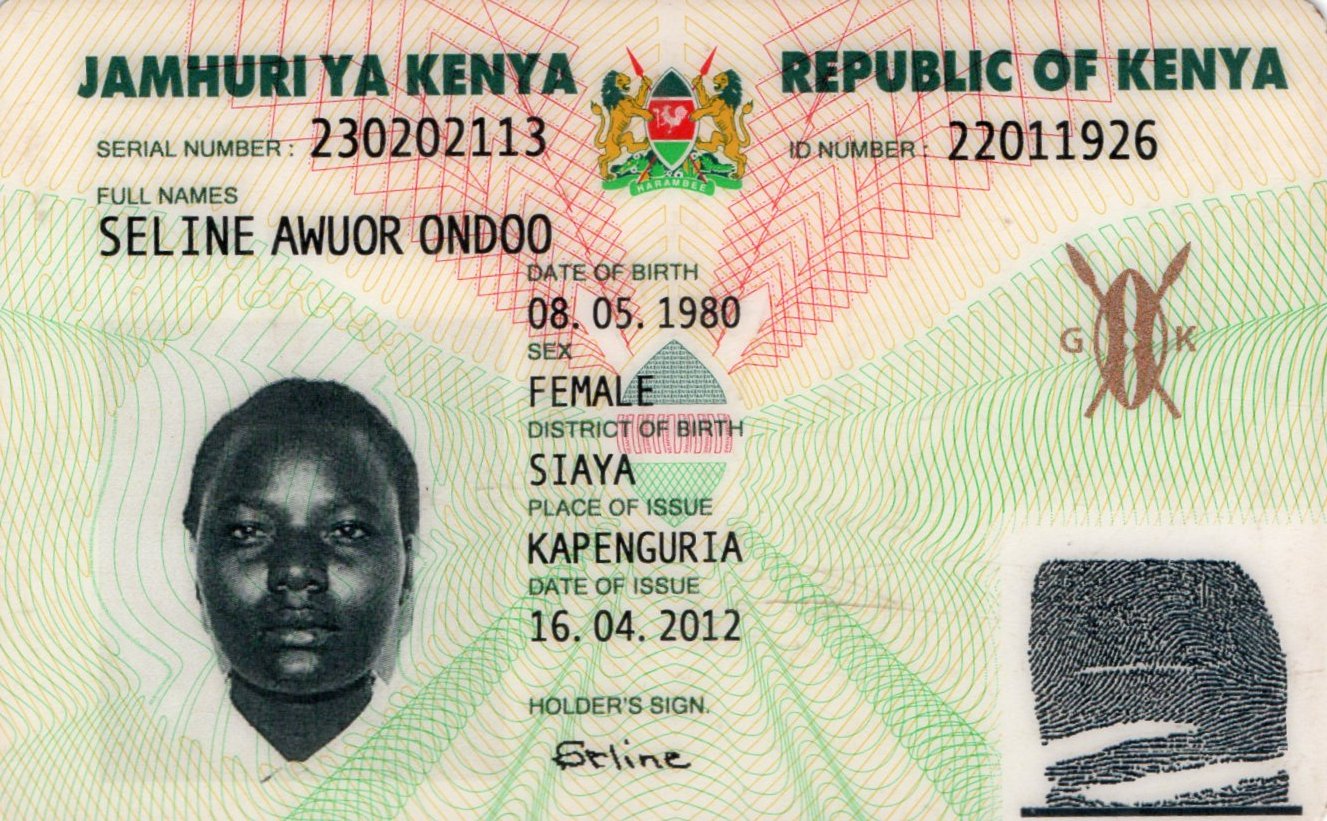 JAMHURI YA KENYA
REPUBLIC OF KENYA
SERIAL NUMBER : 230202113
ID NUMBER : 22011926
HARAMBEE
FULL NAMES
SELINE AWUOR ONDOO
DATE OF BIRTH
08. 05. 1980
SEX
FEMALE
DISTRICT OF BIRTH
SIAYA
PLACE OF ISSUE
KAPENGURIA
DATE OF ISSUE
16. 04. 2012
G K
HOLDER'S SIGN.
Seline